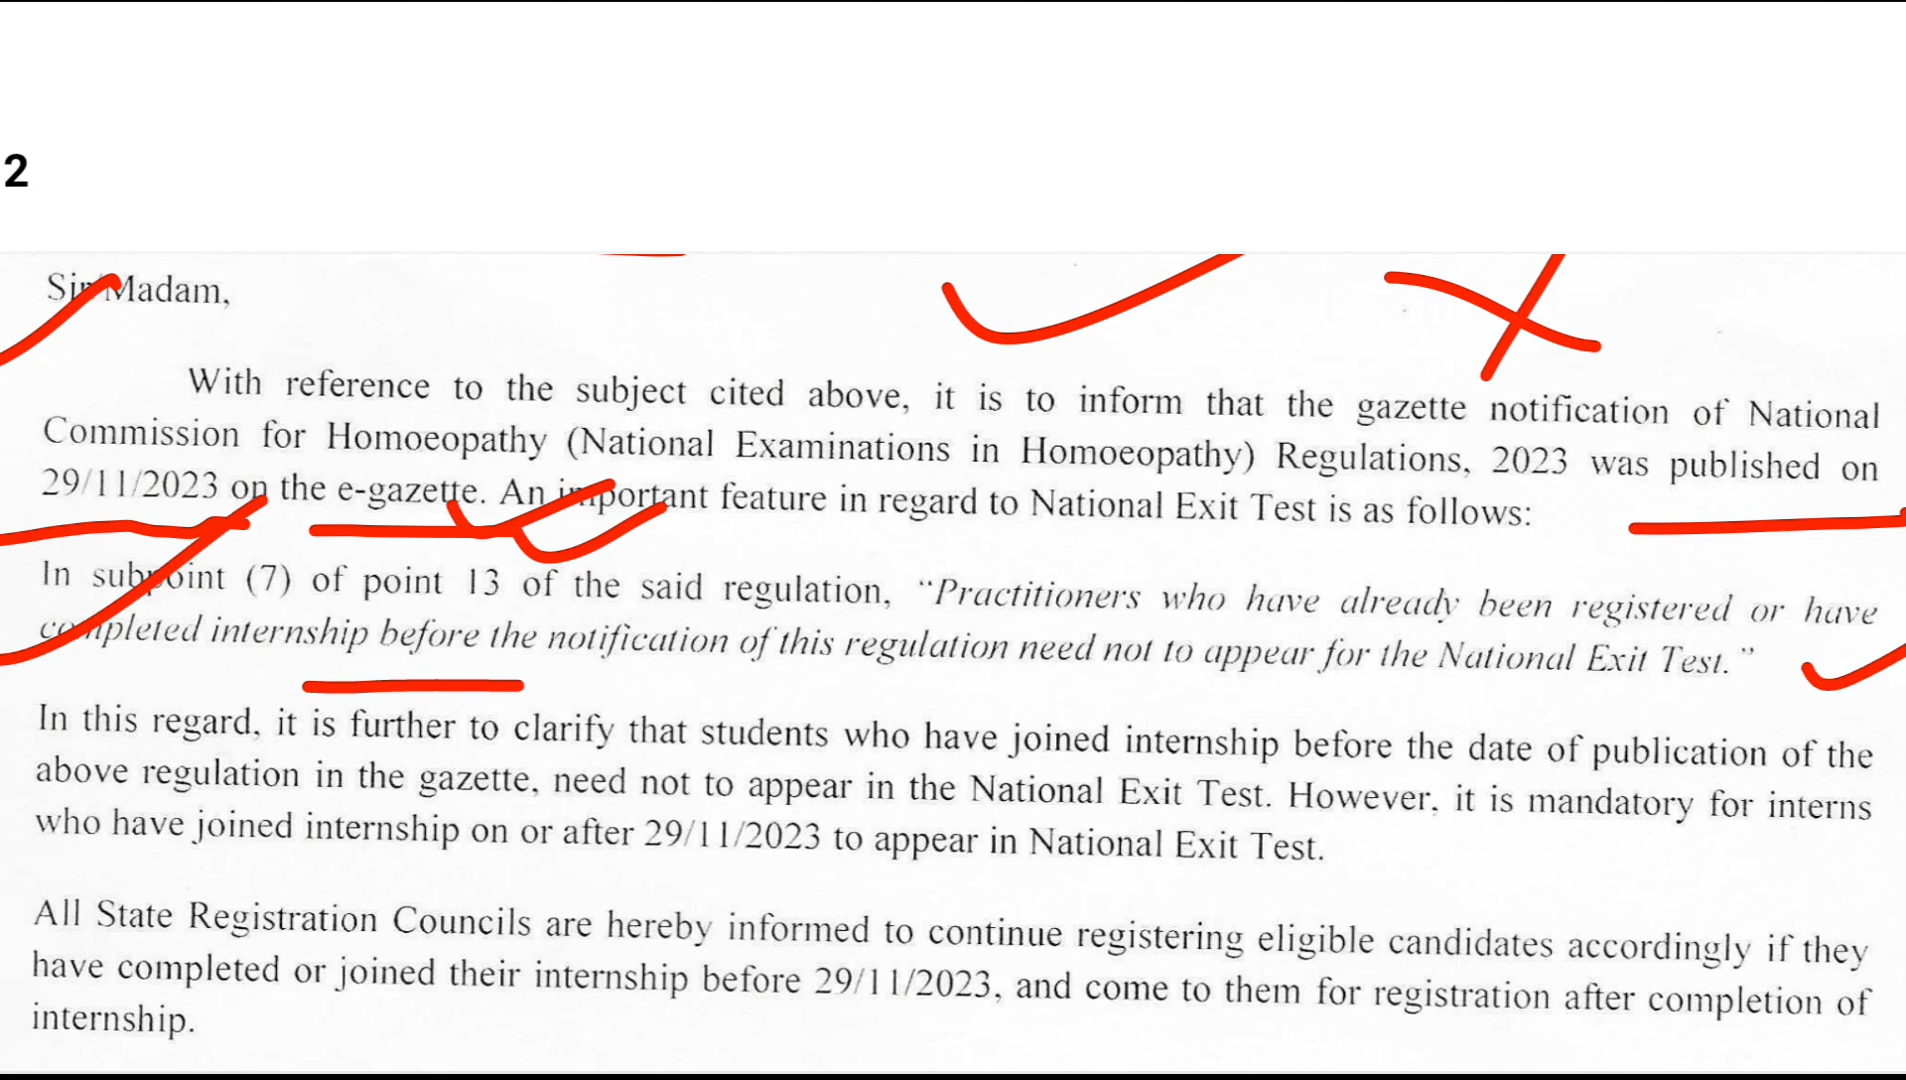 2
Sir Madam,
With reference to the subject cited above, it is to inform that the gazette notification of National
Commission for Homoeopathy (National Examinations in Homoeopathy) Regulations, 2023 was published on
29/11/2023 on the e-gazette. An important feature in regard to National Exit Test is as follows:
In subpoint (7) of point 13 of the said regulation, "Practitioners who have already been registered or have
completed internship before the notification of this regulation need not to appear for the National Exit Test."
In this regard, it is further to clarify that students who have joined internship before the date of publication of the
above regulation in the gazette, need not to appear in the National Exit Test. However, it is mandatory for interns
who have joined internship on or after 29/11/2023 to appear in National Exit Test.
All State Registration Councils are hereby informed to continue registering eligible candidates accordingly if they
have completed or joined their internship before 29/11/2023, and come to them for registration after completion of
internship.